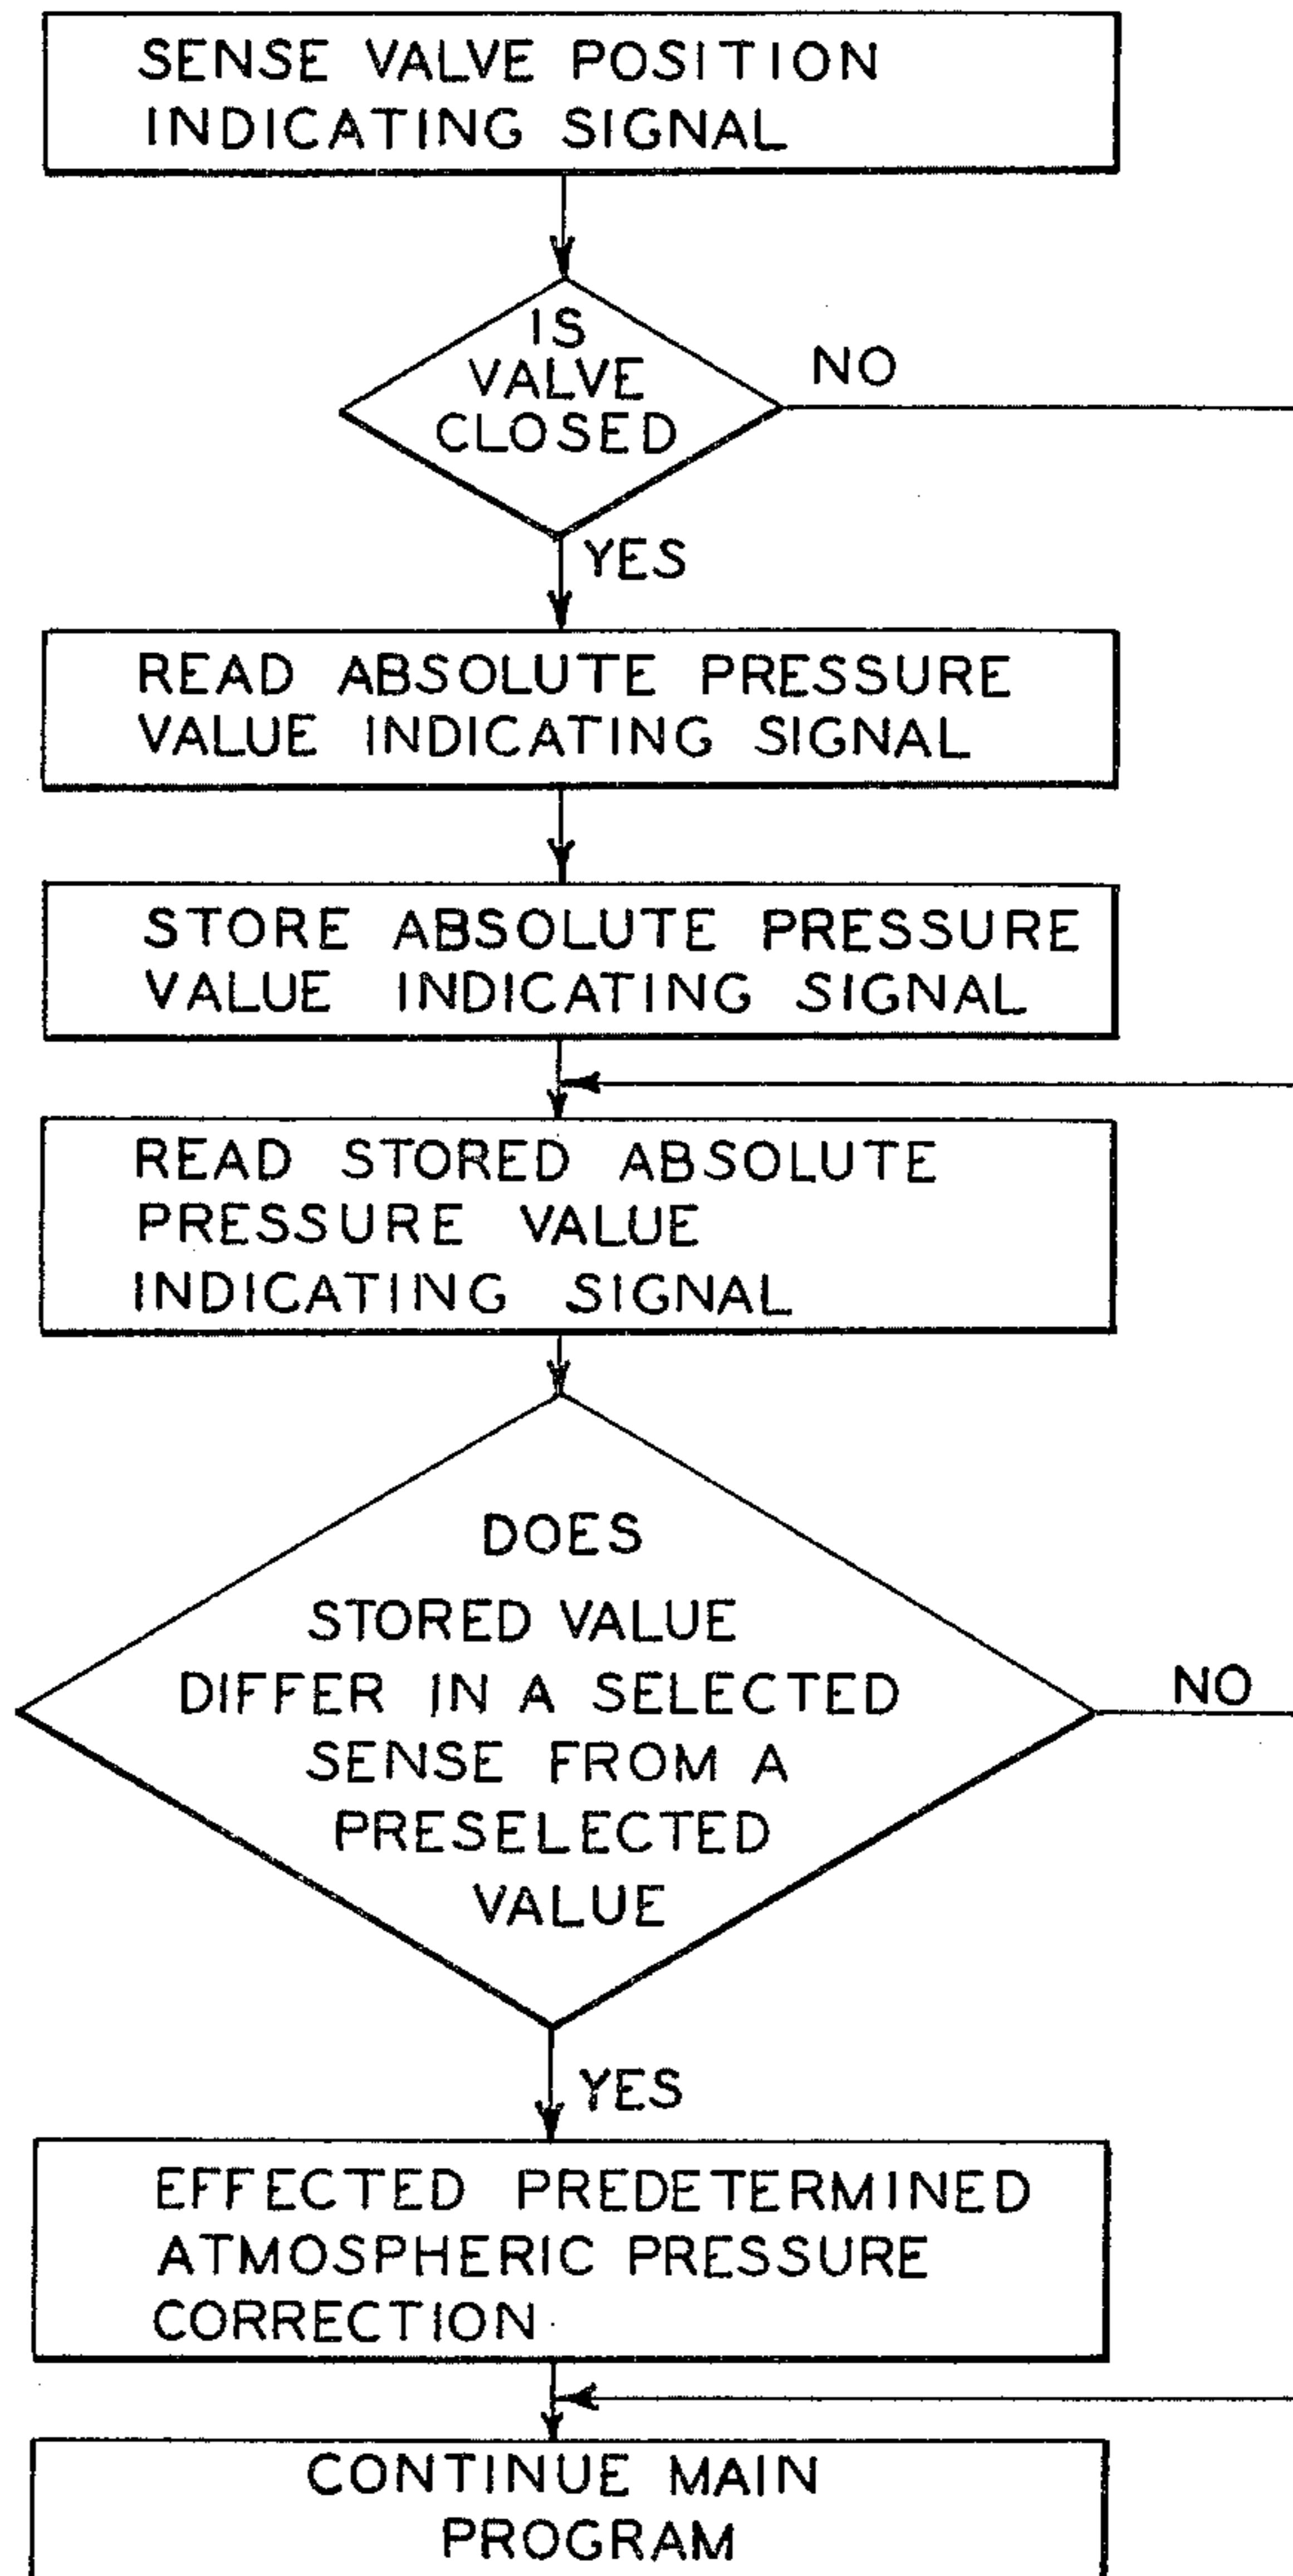 SENSE VALVE POSITION
INDICATING SIGNAL
IS
VALVE
CLOSED
NO
YES
READ ABSOLUTE PRESSURE
VALUE INDICATING SIGNAL
STORE ABSOLUTE PRESSURE
VALUE INDICATING SIGNAL
READ STORED ABSOLUTE
PRESSURE VALUE
INDICATING SIGNAL
DOES
STORED VALUE
DIFFER IN A SELECTED
SENSE FROM A
PRESELECTED
VALUE
NO
YES
EFFECTED PREDETERMINED
ATMOSPHERIC PRESSURE
CORRECTION
CONTINUE MAIN
PROGRAM